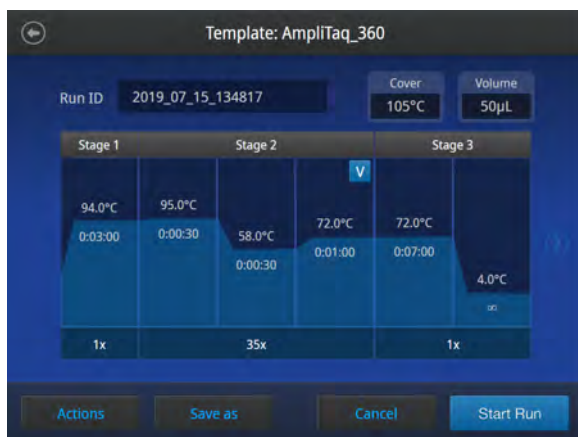 Template: AmpliTaq_360
Run ID 2019_07_15_134817
Cover
105°C
Volume
50µL
Stage 1 Stage 2 Stage 3
V
94.0°C 95.0°C 58.0°C 72.0°C 72.0°C 4.0°C
0:03:00 0:00:30 0:00:30 0:01:00 0:07:00 ∞
1x 35x 1x
Actions Save as Cancel Start Run